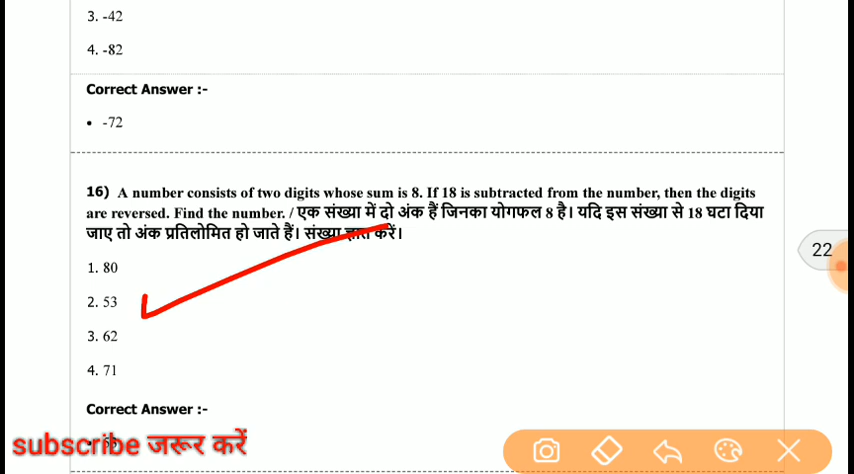 3. -42
4. -82
Correct Answer :-
• -72
16) A number consists of two digits whose sum is 8. If 18 is subtracted from the number, then the digits
are reversed. Find the number. / एक संख्या में दो अंक हैं जिनका योगफल 8 है। यदि इस संख्या से 18 घटा दिया
जाए तो अंक प्रतिलोमित हो जाते हैं। संख्या ज्ञात करें।
22
1. 80
2. 53
3. 62
4. 71
Correct Answer :-
subscribe जरूर करें